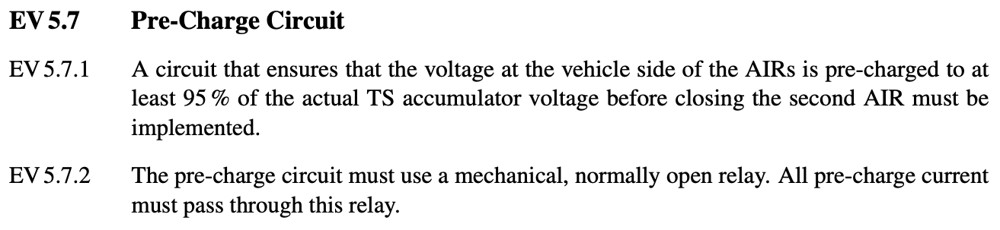 EV 5.7 Pre-Charge Circuit
EV 5.7.1 A circuit that ensures that the voltage at the vehicle side of the AIRs is pre-charged to at
least 95 % of the actual TS accumulator voltage before closing the second AIR must be
implemented.
EV 5.7.2 The pre-charge circuit must use a mechanical, normally open relay. All pre-charge current
must pass through this relay.